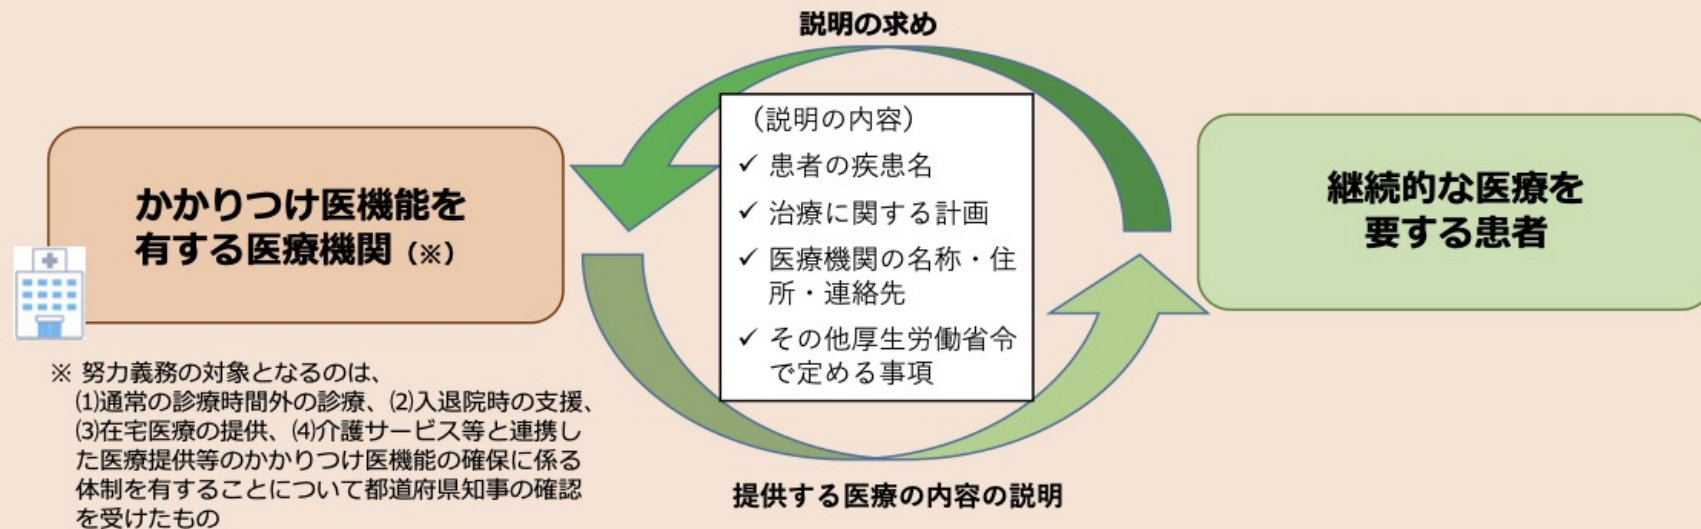 説明の求め
かかりつけ医機能を
有する医療機関（※）
（説明の内容）
✓ 患者の疾患名
✓ 治療に関する計画
✓ 医療機関の名称・住
所・連絡先
✓ その他厚生労働省令
で定める事項
継続的な医療を
要する患者
※ 努力義務の対象となるのは、
⑴通常の診療時間外の診療、⑵入退院時の支援、
⑶在宅医療の提供、⑷介護サービス等と連携し
た医療提供等のかかりつけ医機能の確保に係る
体制を有することについて都道府県知事の確認
を受けたもの
提供する医療の内容の説明